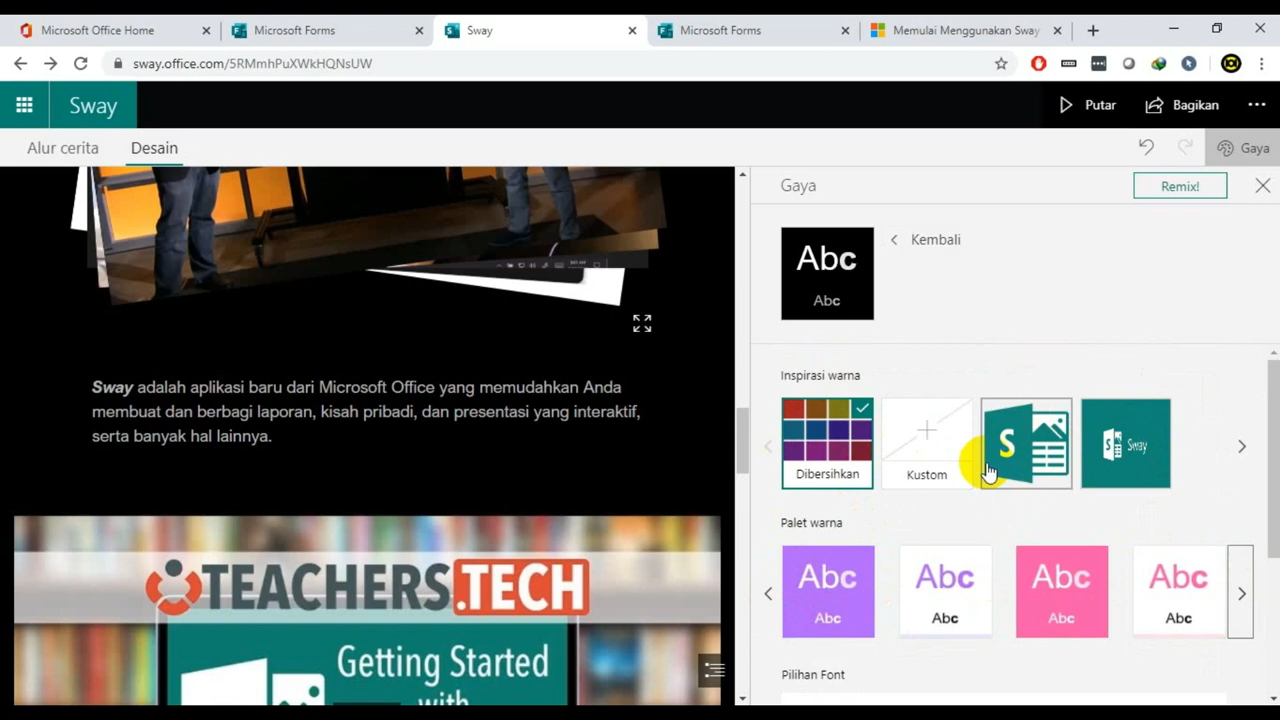 Microsoft Office Home
Microsoft Forms
Sway
Microsoft Forms
Memulai Menggunakan Sway
sway.office.com/5RMmhPuXWkHQNsUW
Sway
Putar
Bagikan
Alur cerita
Desain
Gaya
Gaya
Remix!
Abc
Abc
Kembali
Sway adalah aplikasi baru dari Microsoft Office yang memudahkan Anda
membuat dan berbagi laporan, kisah pribadi, dan presentasi yang interaktif,
serta banyak hal lainnya.
Inspirasi warna
Dibersihkan
Kustom
S
Sway
Palet warna
Abc
Abc
Abc
Abc
Abc
Abc
Abc
Abc
Pilihan Font
TEACHERS.TECH
Getting Started
with